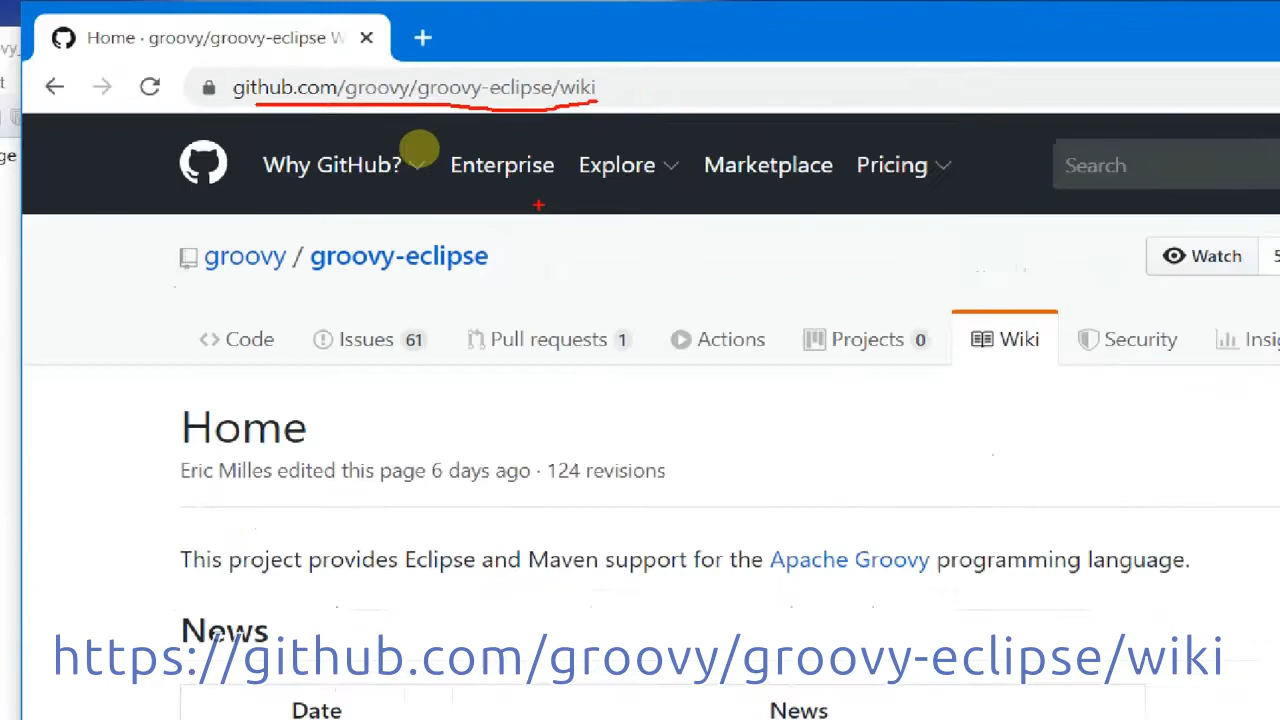 Home · groovy/groovy-eclipse W
github.com/groovy/groovy-eclipse/wiki
Why GitHub? Enterprise Explore Marketplace Pricing Search
groovy / groovy-eclipse Watch 5
Code Issues 61 Pull requests 1 Actions Projects 0 Wiki Security Insig
Home
Eric Milles edited this page 6 days ago · 124 revisions
This project provides Eclipse and Maven support for the Apache Groovy programming language.
News
https://github.com/groovy/groovy-eclipse/wiki
Date News